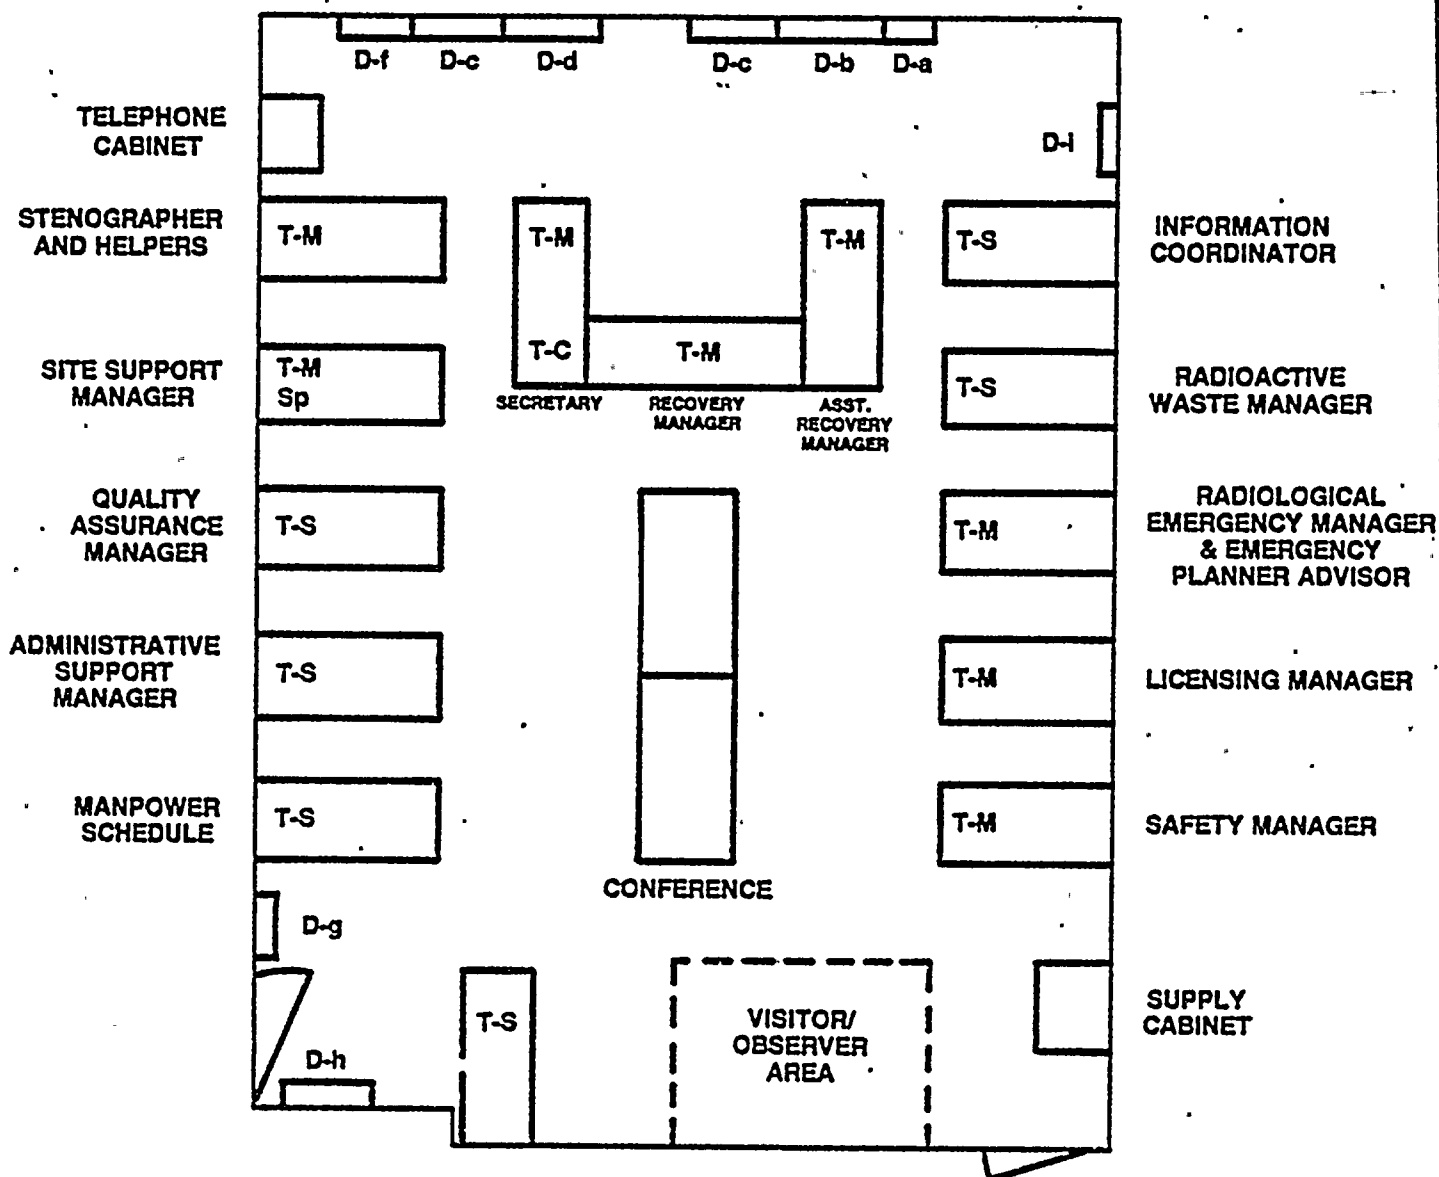 D-f D-c D-d D-c D-b D-a
TELEPHONE
CABINET
D-i
STENOGRAPHER
AND HELPERS
T-M
T-M
T-M
T-S
INFORMATION
COORDINATOR
SITE SUPPORT
MANAGER
T-M
Sp
T-C
T-M
SECRETARY
RECOVERY
MANAGER
ASST.
RECOVERY
MANAGER
T-S
RADIOACTIVE
WASTE MANAGER
QUALITY
ASSURANCE
MANAGER
T-S
T-M
RADIOLOGICAL
EMERGENCY MANAGER
& EMERGENCY
PLANNER ADVISOR
ADMINISTRATIVE
SUPPORT
MANAGER
T-S
T-M
LICENSING MANAGER
MANPOWER
SCHEDULE
T-S
T-M
SAFETY MANAGER
CONFERENCE
D-g
T-S
VISITOR/
OBSERVER
AREA
SUPPLY
CABINET
D-h